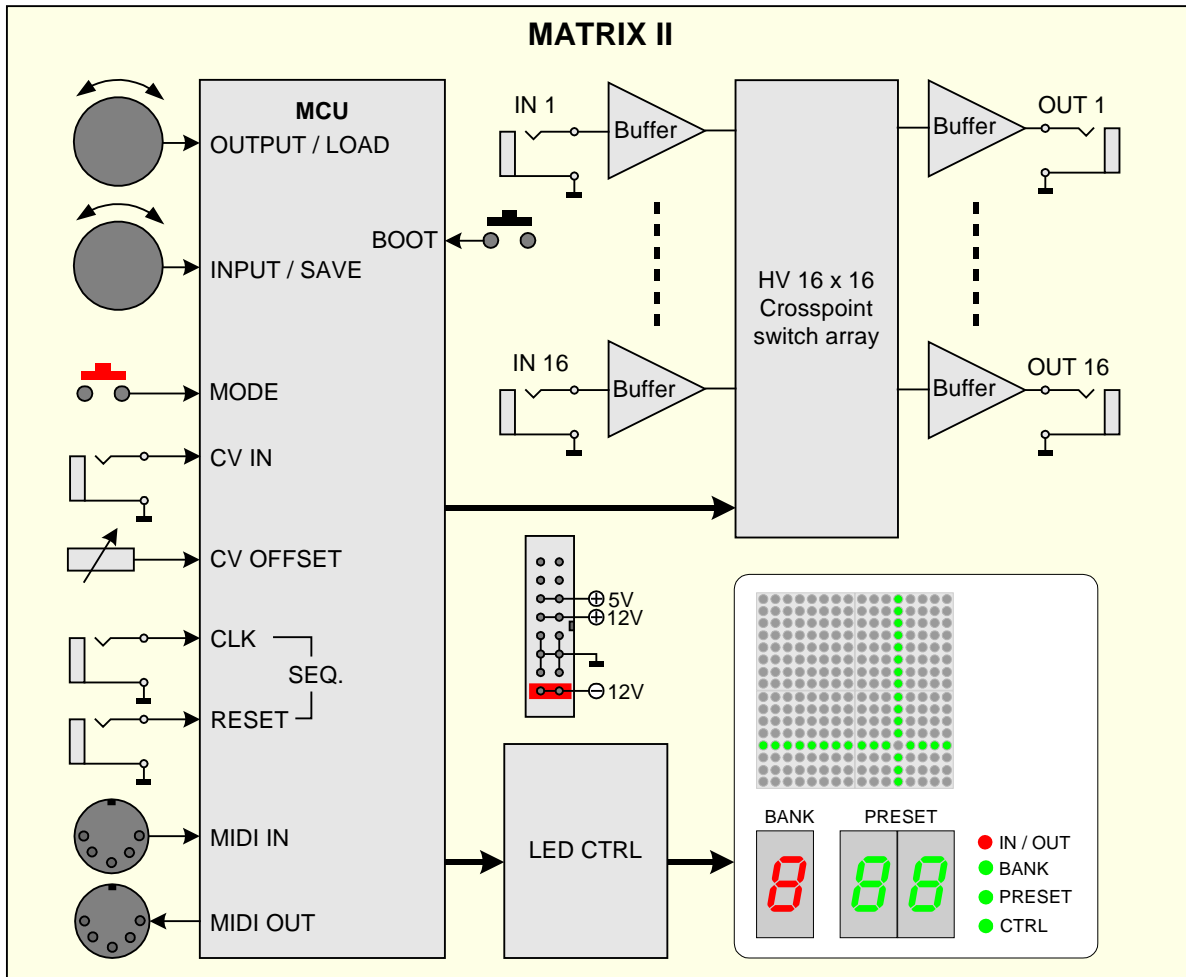 MATRIX II
MCU
OUTPUT / LOAD
INPUT / SAVE
BOOT
MODE
CV IN
CV OFFSET
CLK
SEQ.
RESET
MIDI IN
MIDI OUT
IN 1
Buffer
IN 16
Buffer
HV 16 x 16
Crosspoint
switch array
Buffer
OUT 1
Buffer
OUT 16
5V
12V
12V
LED CTRL
BANK
PRESET
8
88
IN / OUT
BANK
PRESET
CTRL